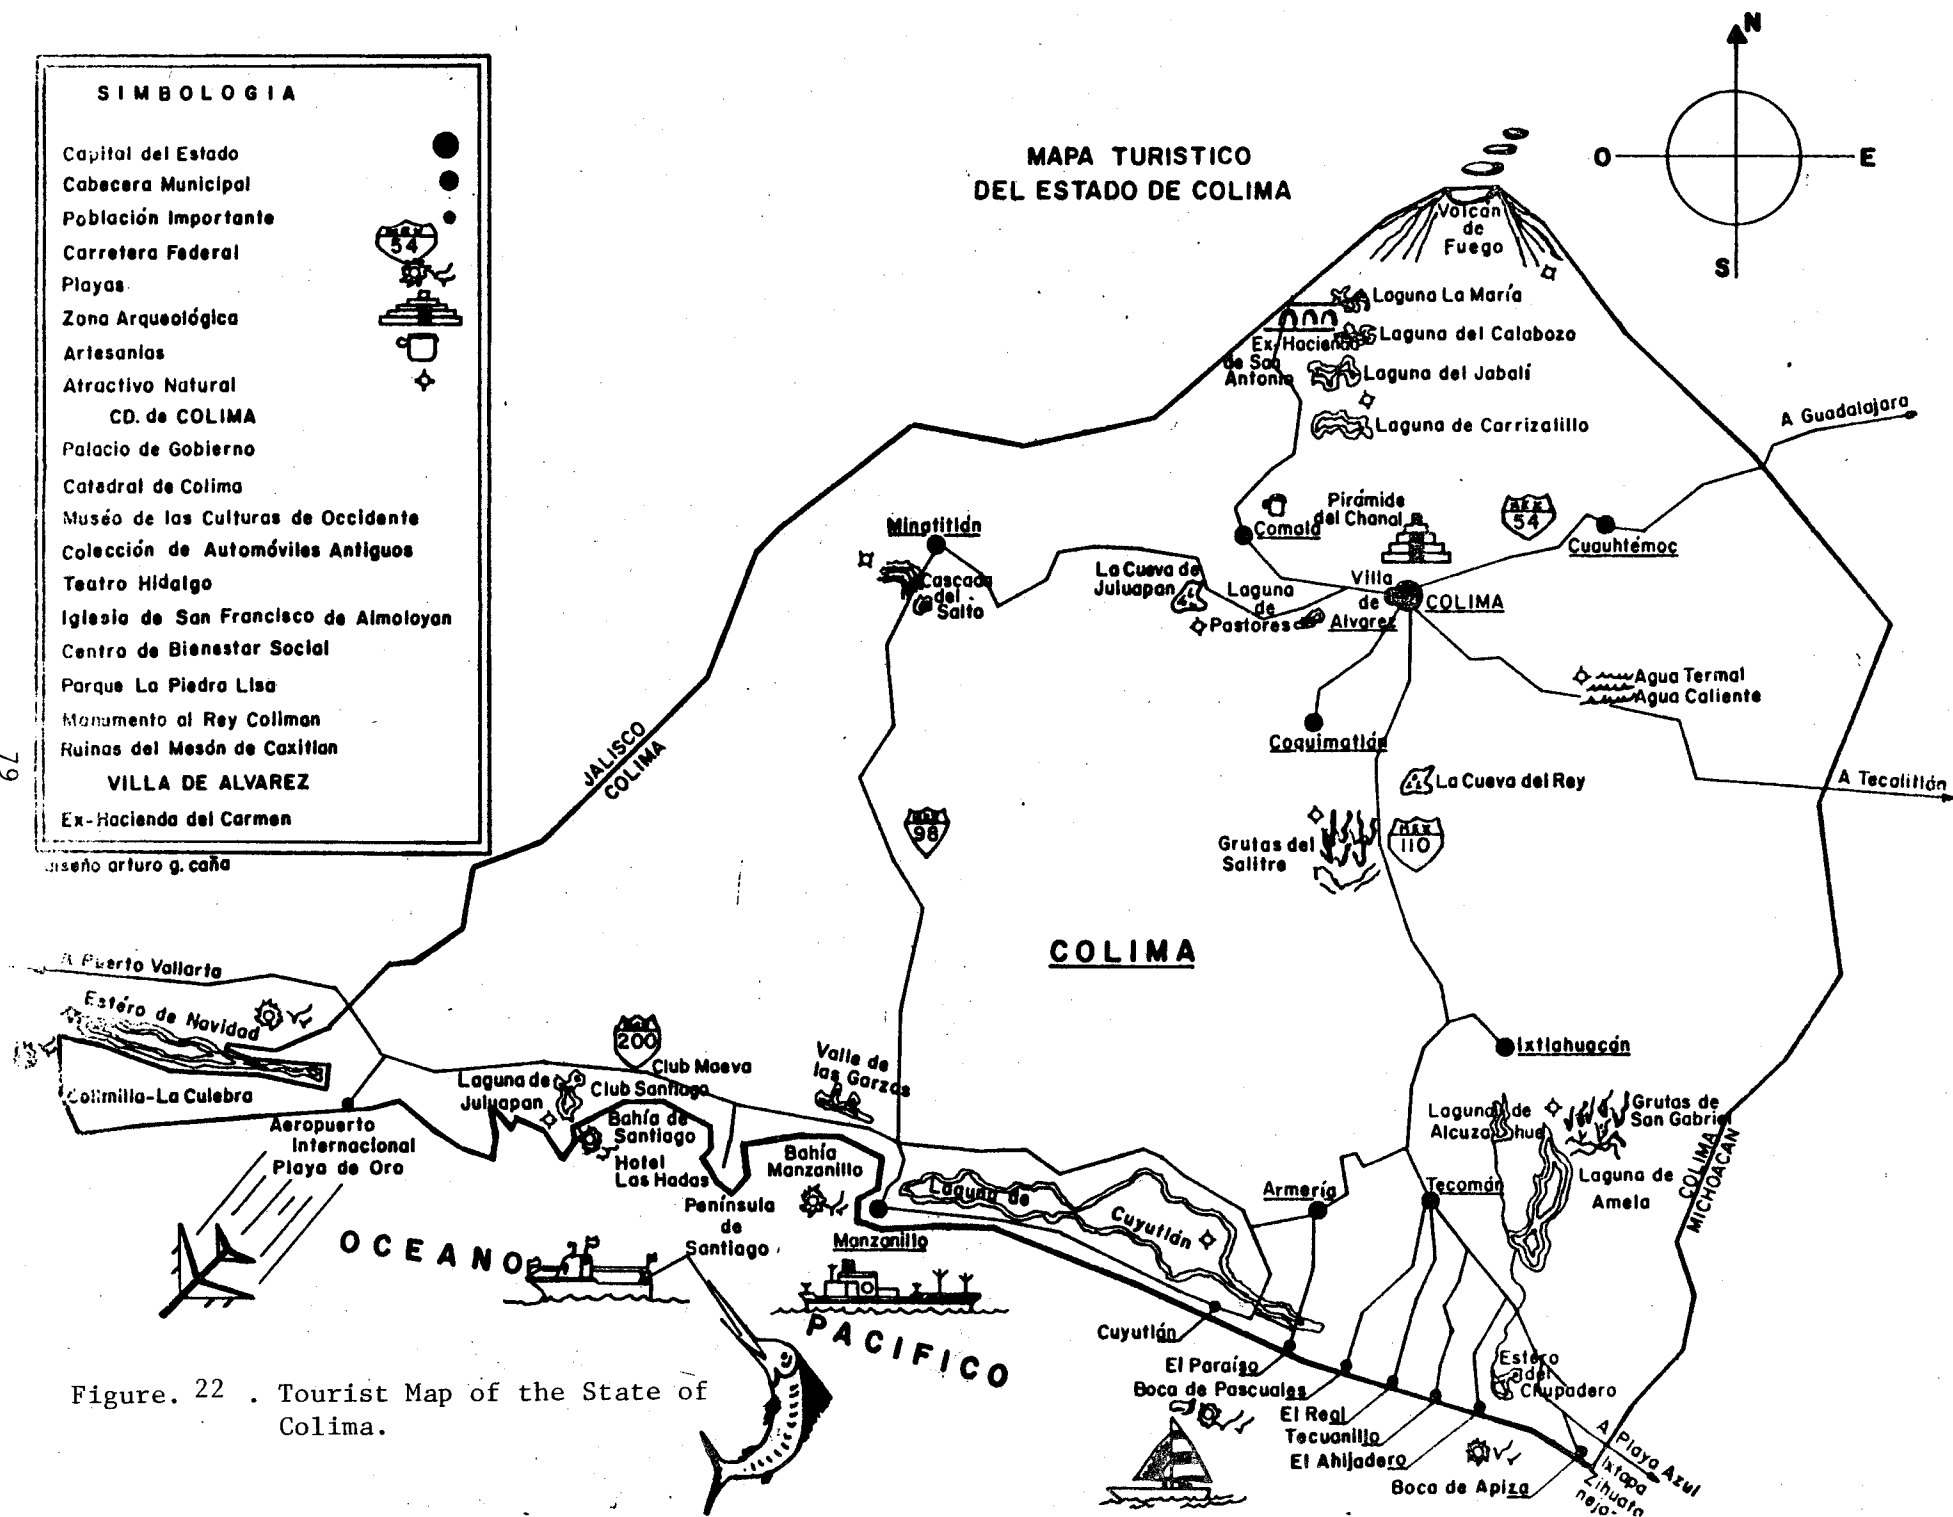 SIMBOLOGIA
Capital del Estado
Cabecera Municipal
Población Importante
Carretera Federal
MEX
54
Playas
Zona Arqueológica
Artesanías
Atractivo Natural
CD. de COLIMA
Palacio de Gobierno
Catedral de Colima
Muséo de las Culturas de Occidente
Colección de Automóviles Antiguos
Teatro Hidalgo
Iglesia de San Francisco de Almoloyan
Centro de Bienestar Social
Parque La Piedra Lisa
Monumento al Rey Coliman
Ruinas del Mesón de Caxitlan
VILLA DE ALVAREZ
Ex-Hacienda del Carmen
diseño arturo g. caña
79
MAPA TURISTICO
DEL ESTADO DE COLIMA
N
O
E
S
Volcán
de
Fuego
Laguna La María
Laguna del Calabozo
Ex-Hacienda
de San
Antonio
Laguna del Jabalí
Laguna de Carrizalillo
A Guadalajara
Minatitlán
Cascada
del
Salto
Comala
Pirámide
del Chanal
MEX
54
Cuauhtémoc
La Cueva de
Juluapan
Laguna
de
Pastores
Villa
de
Alvarez
COLIMA
Agua Termal
Agua Caliente
Coquimatlán
JALISCO
COLIMA
La Cueva del Rey
A Tecalitlán
MEX
98
Grutas del
Salitre
MEX
110
COLIMA
A Puerto Vallarta
Estéro de Navidad
Colimilla-La Culebra
MEX
200
Club Maeva
Club Santiago
Laguna de
Juluapan
Valle de
las Garzas
Ixtlahuacán
Aeropuerto
Internacional
Playa de Oro
Bahía de
Santiago
Hotel
Las Hadas
Bahía
Manzanillo
Península
de
Santiago
Manzanillo
Laguna de
Cuyutlán
Armería
Tecomán
Laguna de
Alcuzahue
Grutas de
San Gabriel
Laguna de
Amela
COLIMA
MICHOACAN
OCEANO
PACIFICO
Cuyutlán
El Paraíso
Boca de Pascuales
El Real
Tecuanillo
El Ahijadero
Boca de Apiza
Estero
del
Chupadero
A Playa Azul
Ixtapa
Zihuata
nejo-
Figure. 22 . Tourist Map of the State of
Colima.